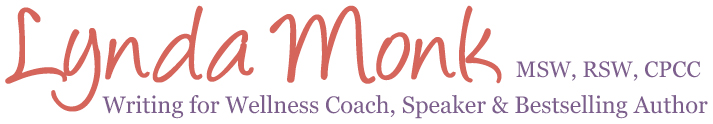 Lynda Monk MSW, RSW, CPCC
Writing for Wellness Coach, Speaker & Bestselling Author